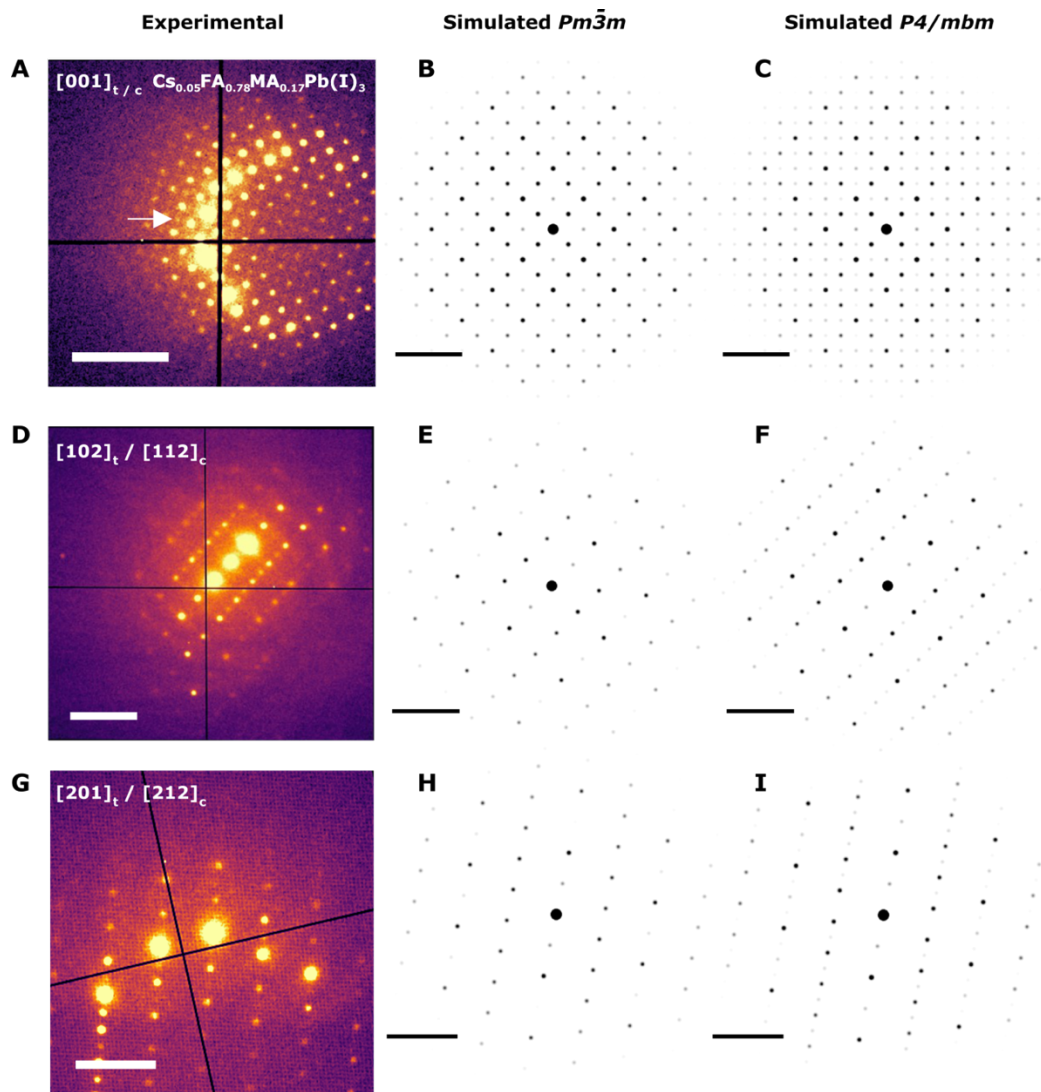 Experimental Simulated Pm3̄m Simulated P4/mbm
A [001]t / c Cs0.05FA0.78MA0.17Pb(I)3 B C
D [102]t / [112]c E F
G [201]t / [212]c H I